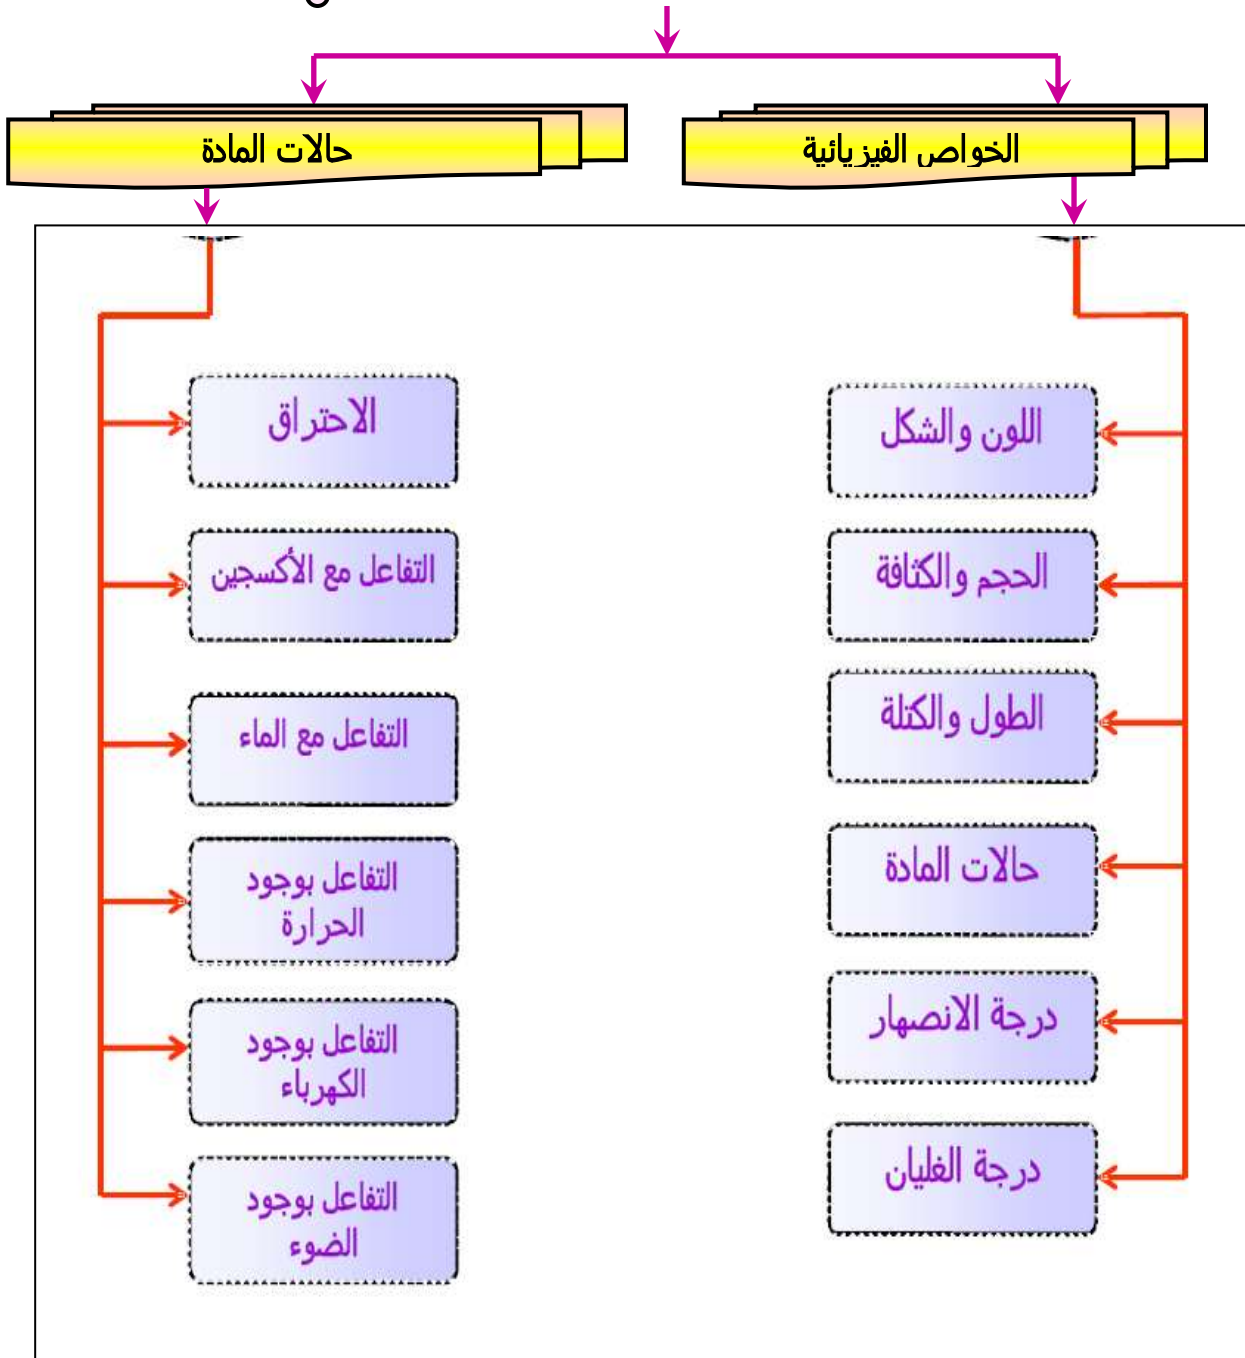 الخواص الفيزيائية
حالات المادة
اللون والشكل
الحجم والكثافة
الطول والكتلة
حالات المادة
درجة الانصهار
درجة الغليان
الاحتراق
التفاعل مع الأكسجين
التفاعل مع الماء
التفاعل بوجود
الحرارة
التفاعل بوجود
الكهرباء
التفاعل بوجود
الضوء